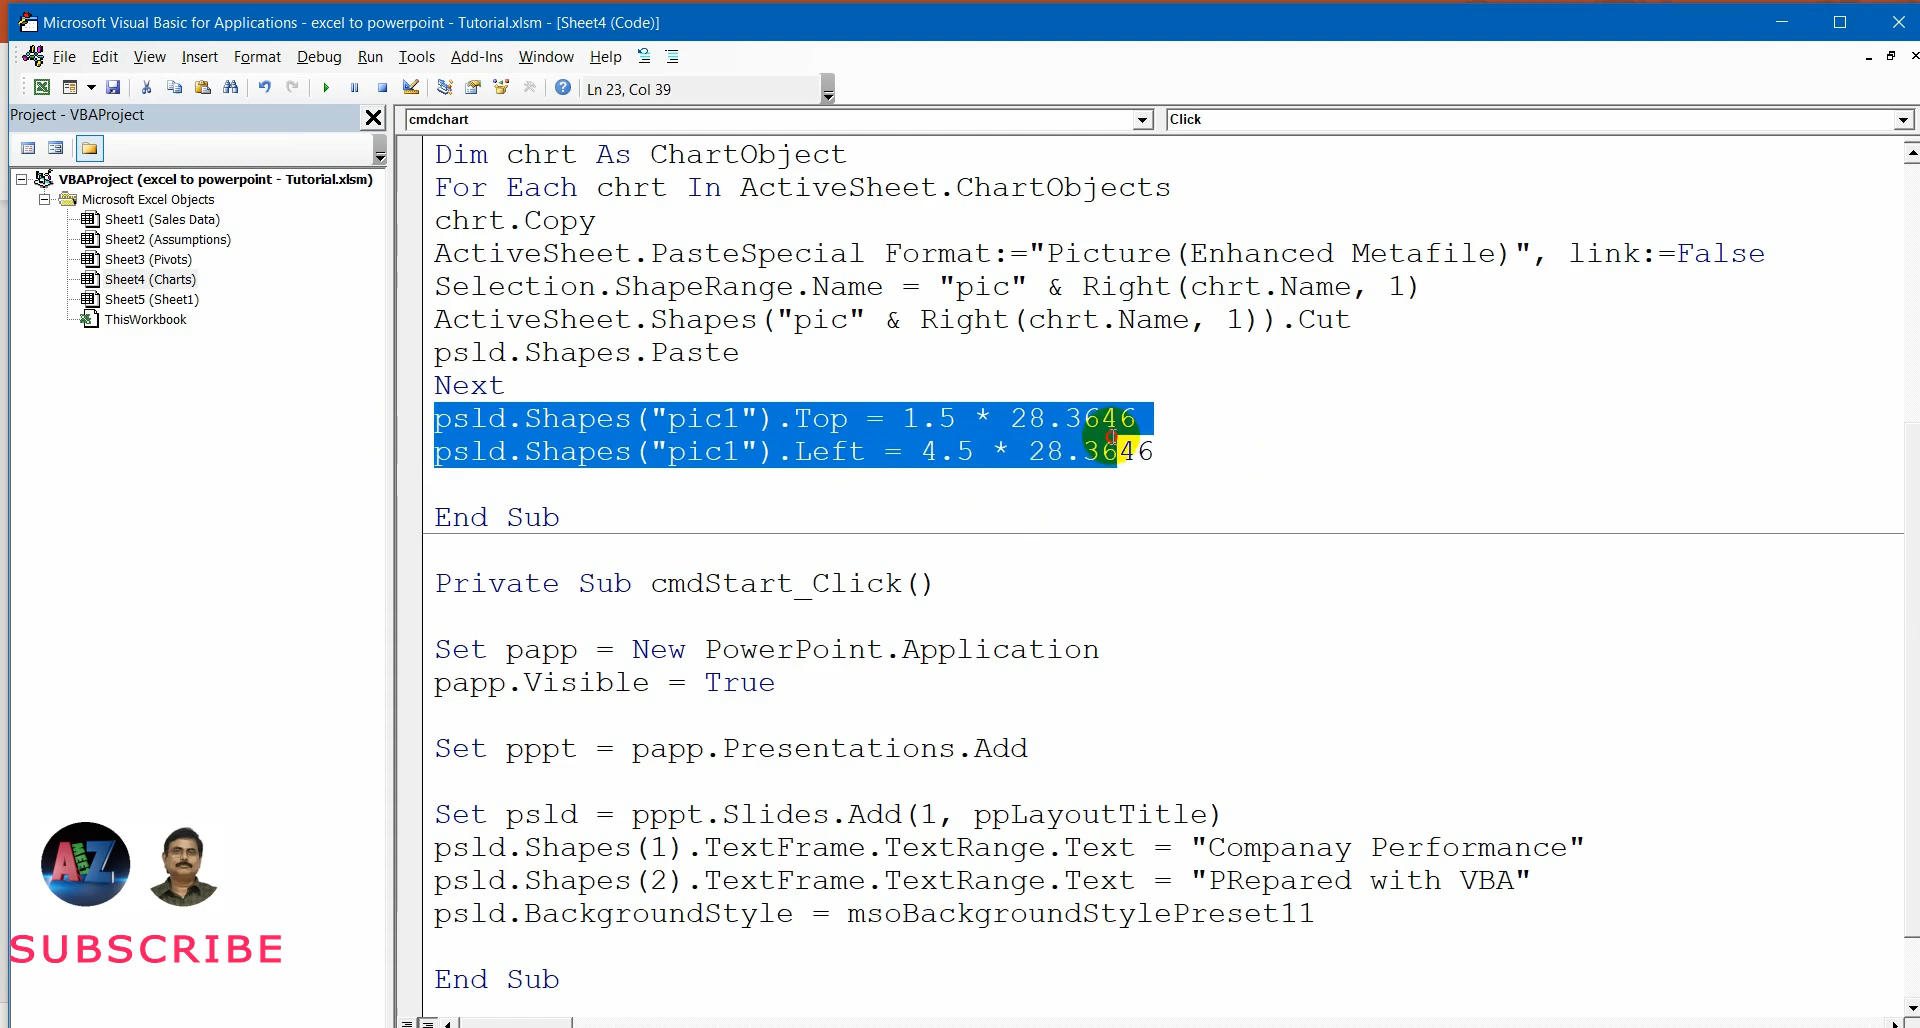 Microsoft Visual Basic for Applications - excel to powerpoint - Tutorial.xlsm - [Sheet4 (Code)]
File Edit View Insert Format Debug Run Tools Add-Ins Window Help
Ln 23, Col 39
Project - VBAProject
cmdchart
Click
VBAProject (excel to powerpoint - Tutorial.xlsm)
Microsoft Excel Objects
Sheet1 (Sales Data)
Sheet2 (Assumptions)
Sheet3 (Pivots)
Sheet4 (Charts)
Sheet5 (Sheet1)
ThisWorkbook
Dim chrt As ChartObject
For Each chrt In ActiveSheet.ChartObjects
chrt.Copy
ActiveSheet.PasteSpecial Format:="Picture(Enhanced Metafile)", link:=False
Selection.ShapeRange.Name = "pic" & Right(chrt.Name, 1)
ActiveSheet.Shapes("pic" & Right(chrt.Name, 1)).Cut
psld.Shapes.Paste
Next
psld.Shapes("pic1").Top = 1.5 * 28.3646
psld.Shapes("pic1").Left = 4.5 * 28.3646
End Sub
Private Sub cmdStart_Click()
Set papp = New PowerPoint.Application
papp.Visible = True
Set pppt = papp.Presentations.Add
Set psld = pppt.Slides.Add(1, ppLayoutTitle)
psld.Shapes(1).TextFrame.TextRange.Text = "Companay Performance"
psld.Shapes(2).TextFrame.TextRange.Text = "PRepared with VBA"
psld.BackgroundStyle = msoBackgroundStylePreset11
End Sub
A MEET Z
SUBSCRIBE